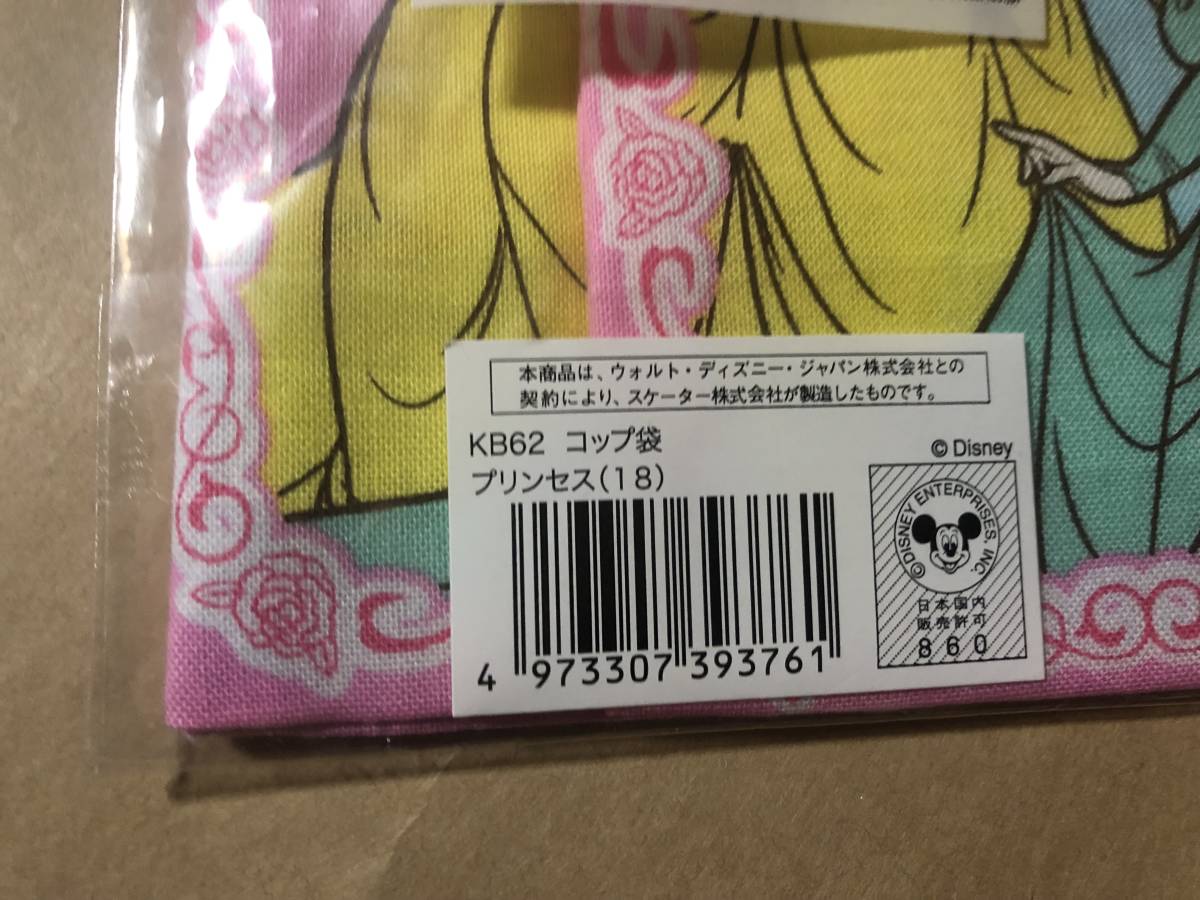 本商品は、ウォルト・ディズニー・ジャパン株式会社との
契約により、スケーター株式会社が製造したものです。
KB62 コップ袋
プリンセス(18)
© Disney
©DISNEY ENTERPRISES, INC.
日本国内
販売許可
860
4 973307 393761